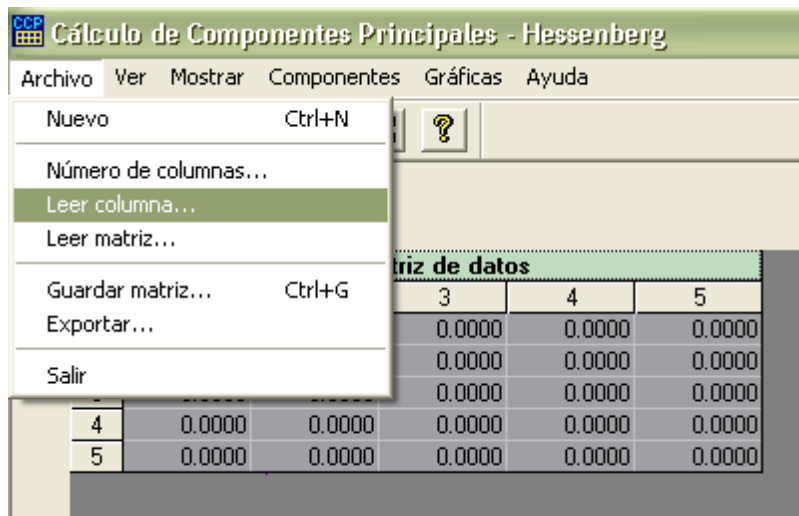 CCP
Cálculo de Componentes Principales - Hessenberg
Archivo Ver Mostrar Componentes Gráficas Ayuda
Nuevo Ctrl+N
?
Número de columnas...
Leer columna...
Leer matriz...
Guardar matriz... Ctrl+G
Exportar...
Salir
triz de datos
3 4 5
0.0000 0.0000 0.0000
0.0000 0.0000 0.0000
0.0000 0.0000 0.0000
4 0.0000 0.0000 0.0000 0.0000 0.0000
5 0.0000 0.0000 0.0000 0.0000 0.0000